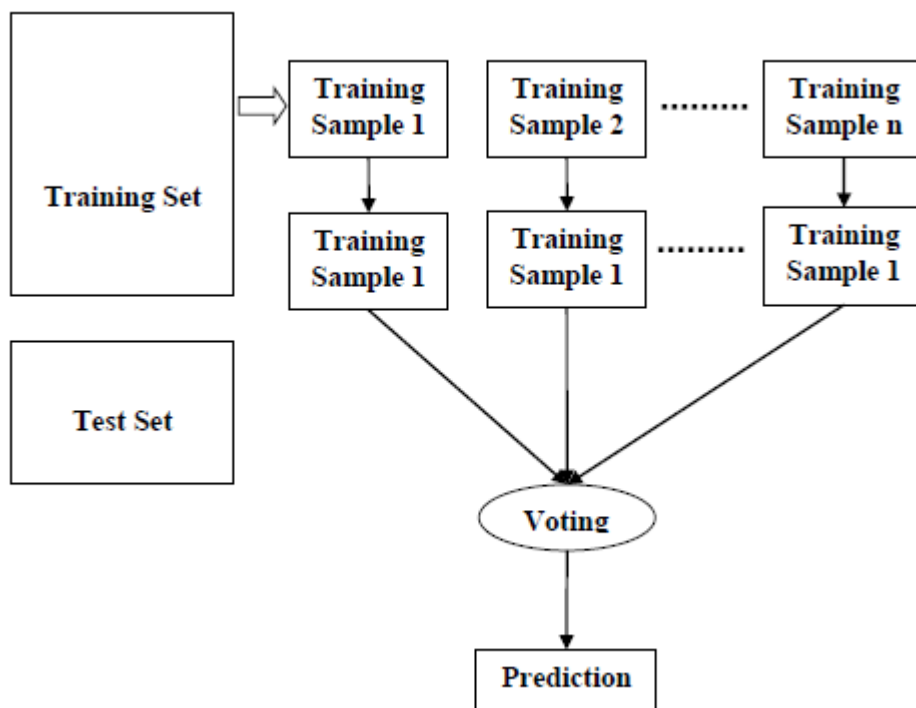 Training Set
Training
Sample 1
Training
Sample 2
Training
Sample n
Training
Sample 1
Training
Sample 1
Training
Sample 1
Test Set
Voting
Prediction